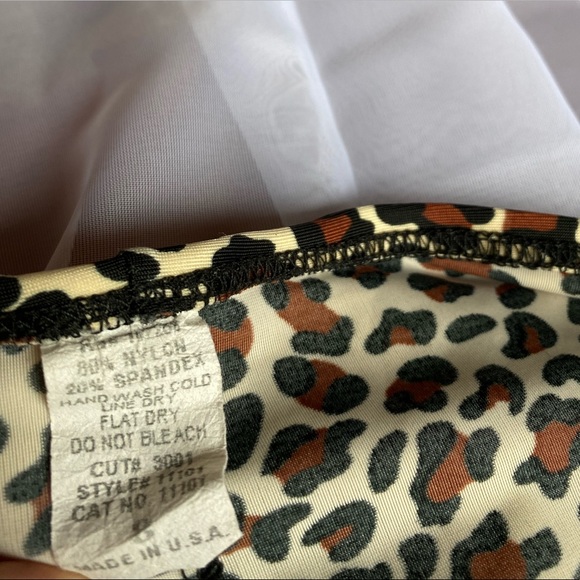 80% NYLON
20% SPANDEX
HAND WASH COLD
LINE DRY
FLAT DRY
DO NOT BLEACH
CUT# 3001
STYLE# 11101
CAT NO 11101
MADE IN U.S.A.